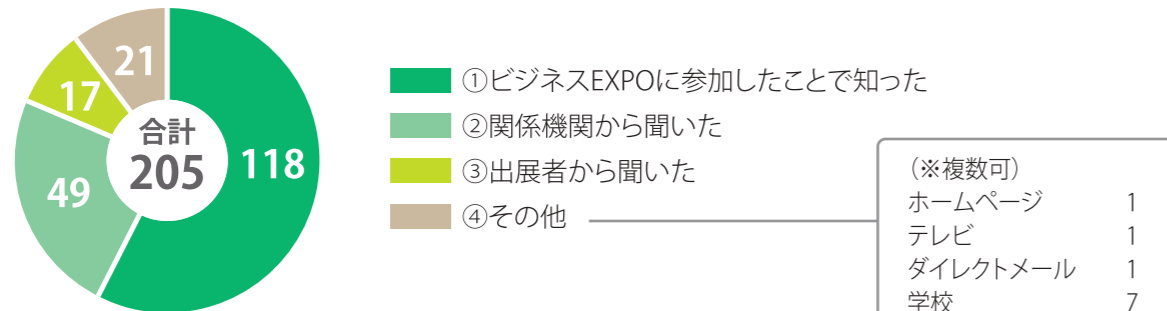 21
17
合計
205
118
49
①ビジネスEXPOに参加したことで知った
②関係機関から聞いた
③出展者から聞いた
④その他
(※複数可)
ホームページ 1
テレビ 1
ダイレクトメール 1
学校 7